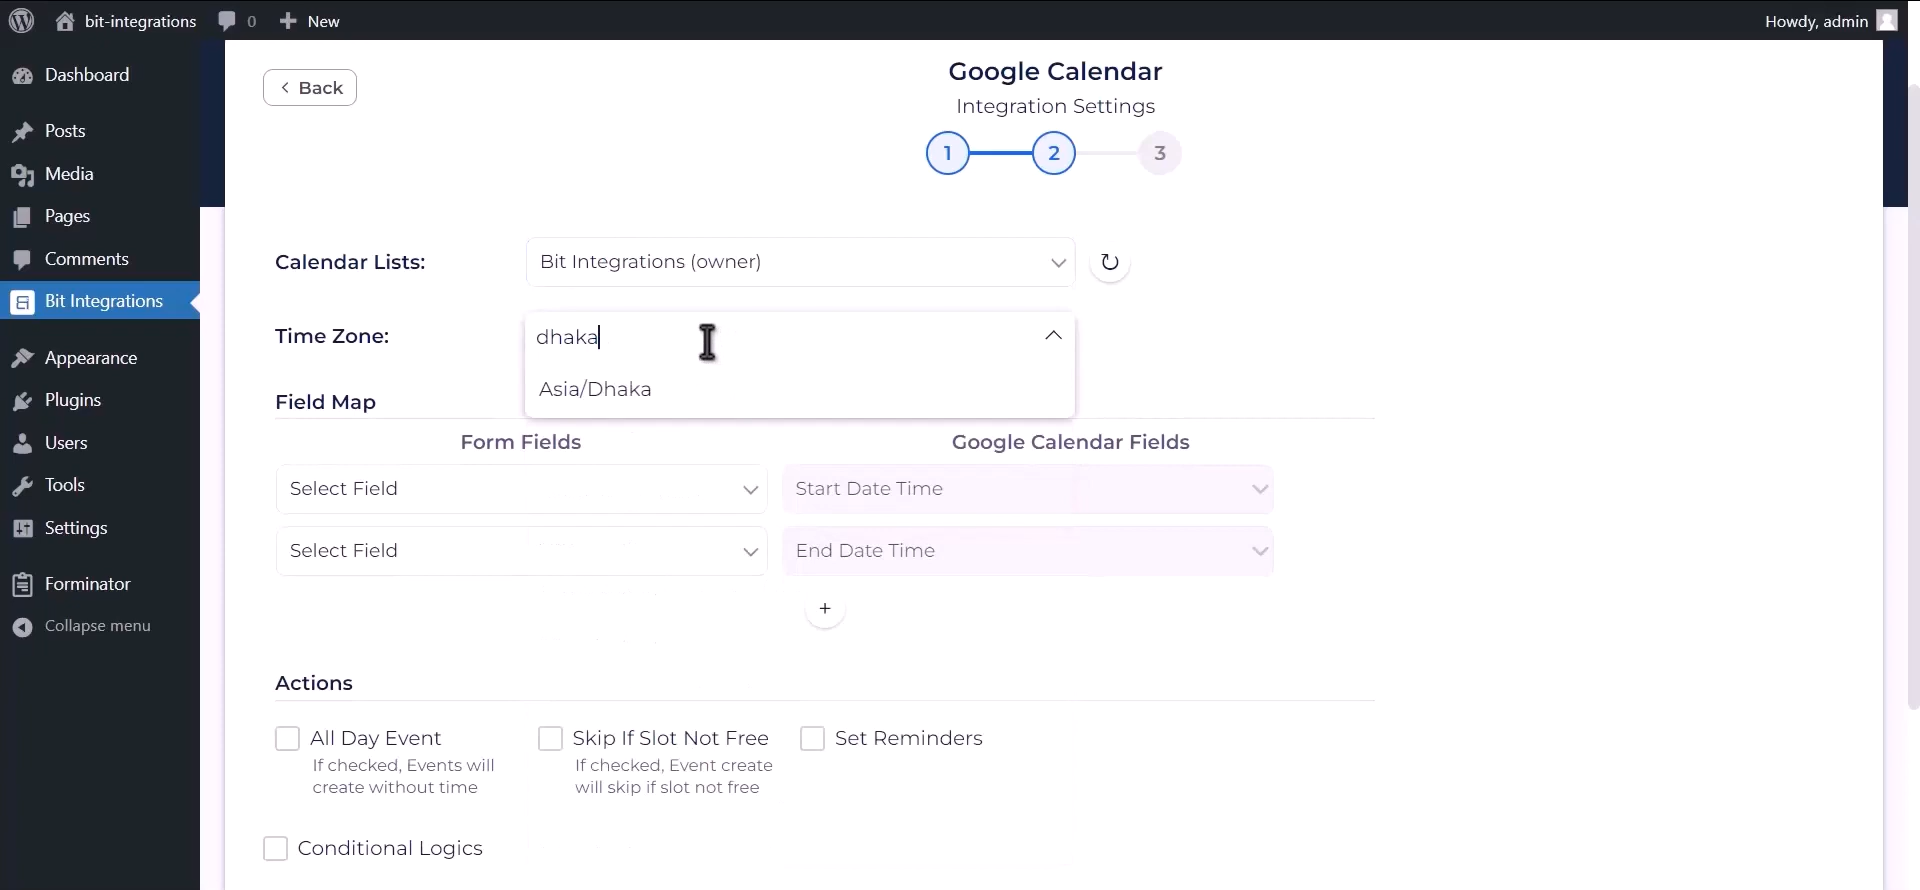 bit-integrations 0 New Howdy, admin
Dashboard
Posts
Media
Pages
Comments
Bit Integrations
Appearance
Plugins
Users
Tools
Settings
Forminator
Collapse menu
Back
Google Calendar
Integration Settings
1 2 3
Calendar Lists: Bit Integrations (owner)
Time Zone: dhaka
Asia/Dhaka
Field Map
Form Fields Google Calendar Fields
Select Field Start Date Time
Select Field End Date Time
+
Actions
All Day Event
If checked, Events will
create without time
Skip If Slot Not Free
If checked, Event create
will skip if slot not free
Set Reminders
Conditional Logics